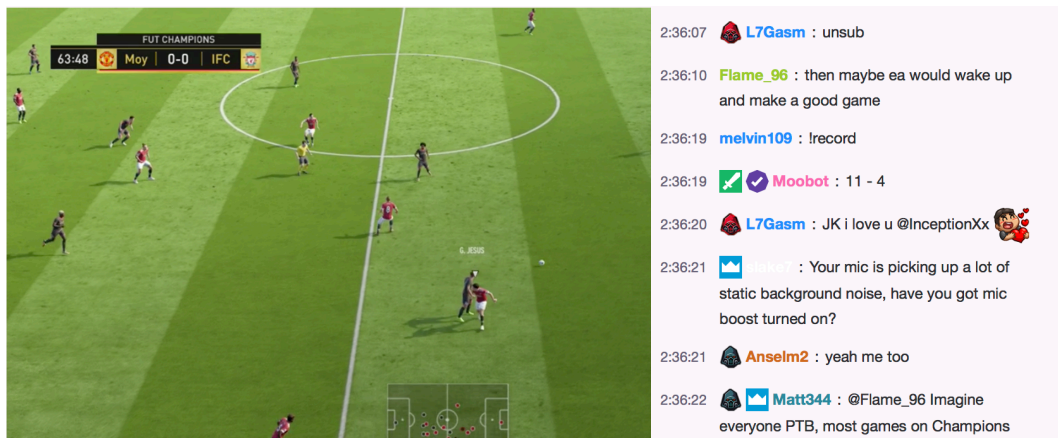 FUT CHAMPIONS
63:48 Moy 0-0 IFC
G. JESUS
2:36:07 L7Gasm : unsub
2:36:10 Flame_96 : then maybe ea would wake up
and make a good game
2:36:19 melvin109 : !record
2:36:19 Moobot : 11 - 4
2:36:20 L7Gasm : JK i love u @InceptionXx
2:36:21 : Your mic is picking up a lot of
static background noise, have you got mic
boost turned on?
2:36:21 Anselm2 : yeah me too
2:36:22 Matt344 : @Flame_96 Imagine
everyone PTB, most games on Champions